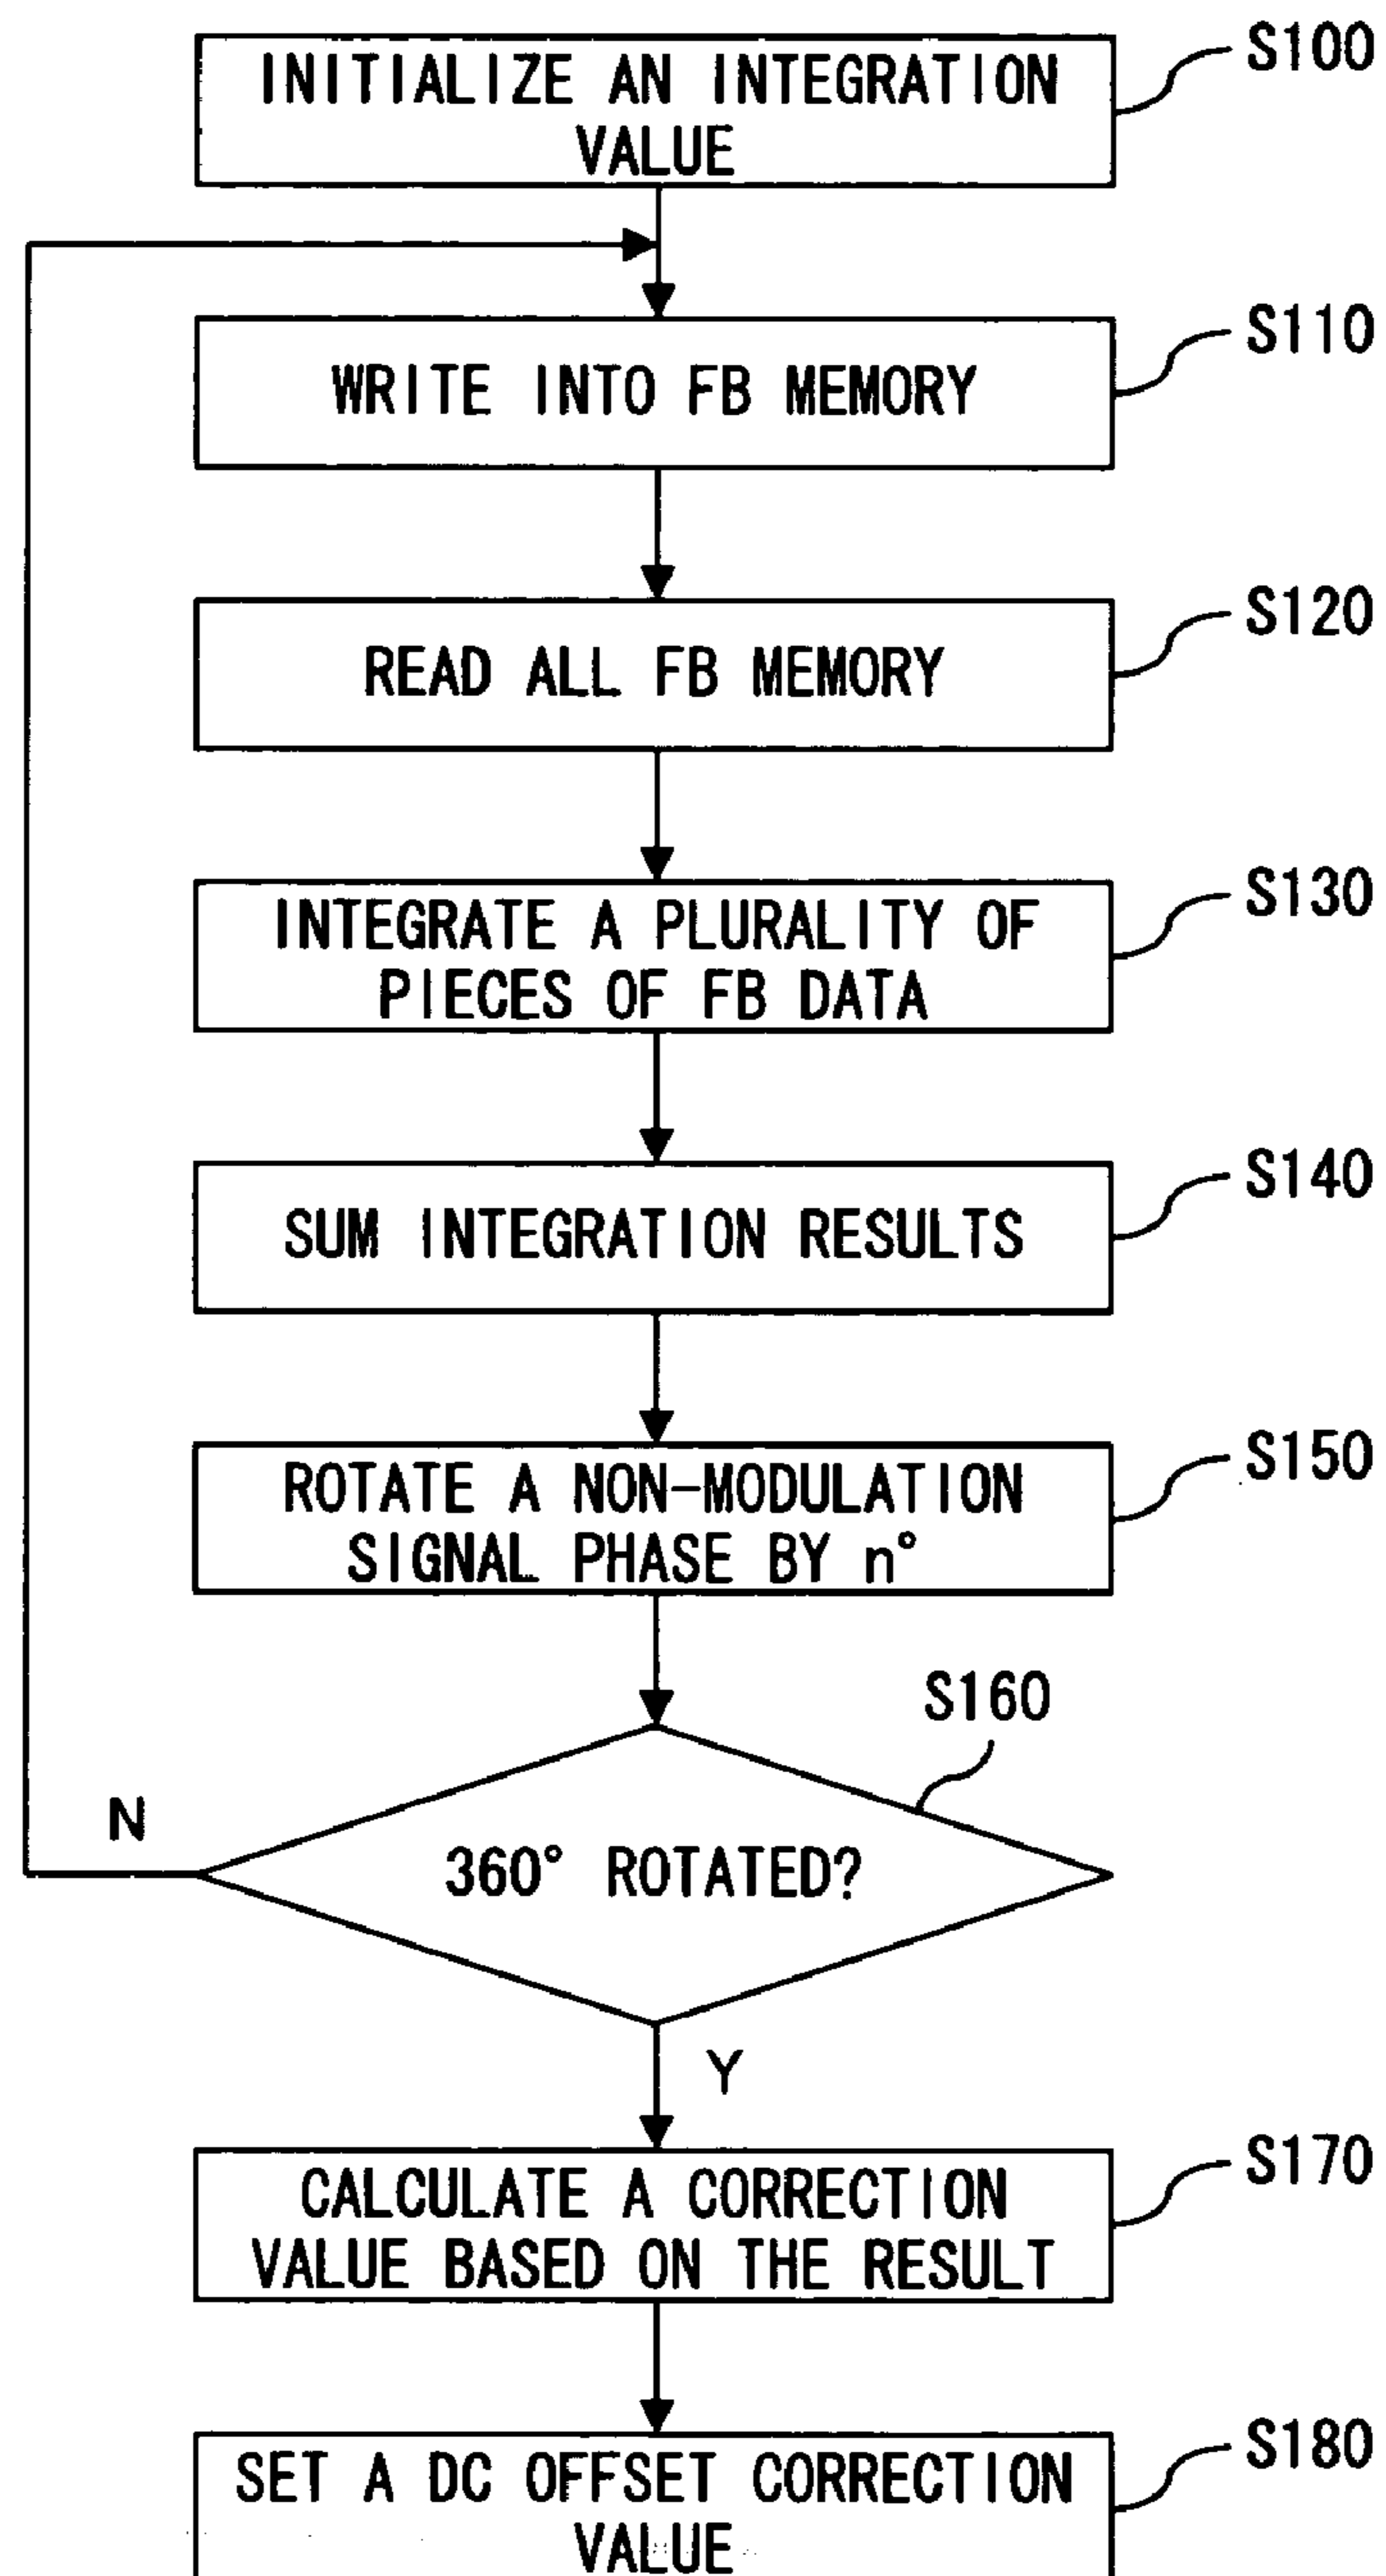 S100
INITIALIZE AN INTEGRATION
VALUE
S110
WRITE INTO FB MEMORY
S120
READ ALL FB MEMORY
S130
INTEGRATE A PLURALITY OF
PIECES OF FB DATA
S140
SUM INTEGRATION RESULTS
S150
ROTATE A NON-MODULATION
SIGNAL PHASE BY n°
S160
N
360° ROTATED?
Y
S170
CALCULATE A CORRECTION
VALUE BASED ON THE RESULT
S180
SET A DC OFFSET CORRECTION
VALUE